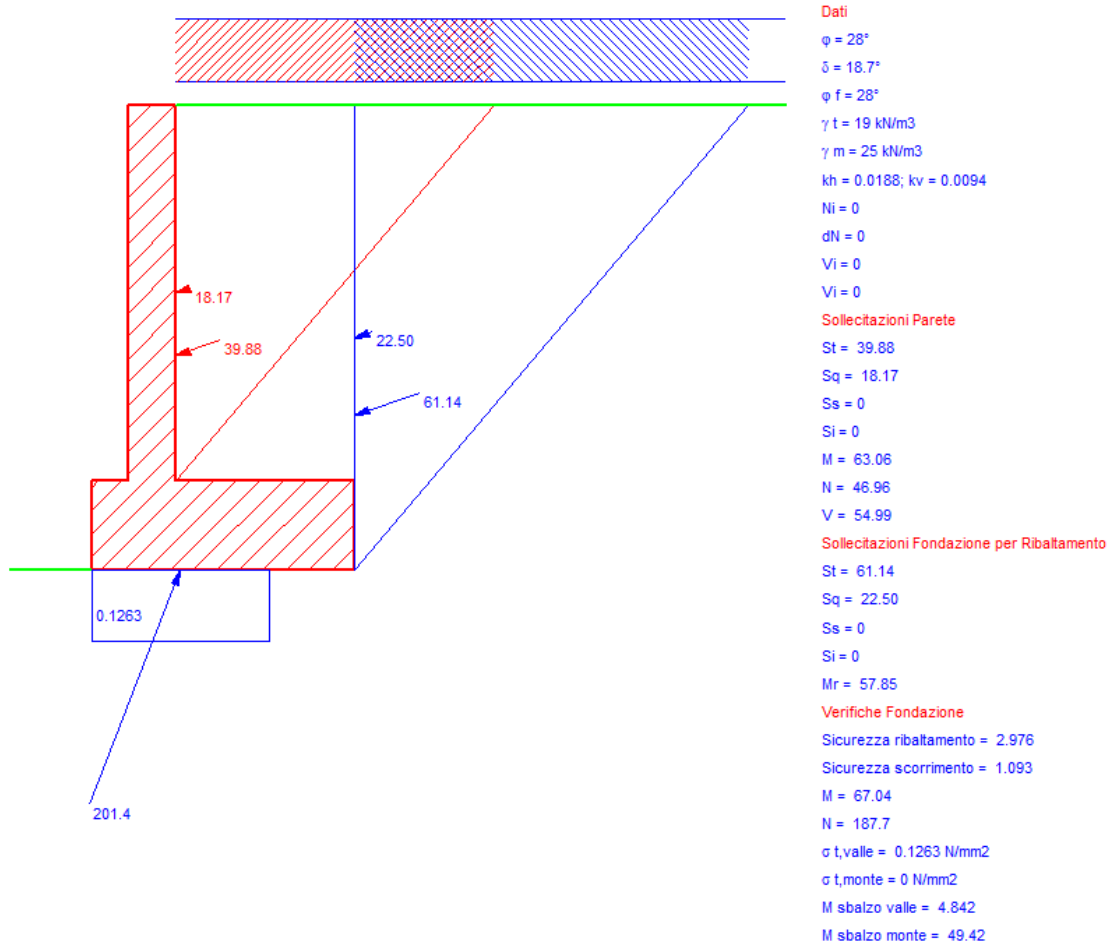 18.17
39.88
22.50
61.14
0.1263
201.4
Dati
φ = 28°
δ = 18.7°
φ f = 28°
γ t = 19 kN/m3
γ m = 25 kN/m3
kh = 0.0188; kv = 0.0094
Ni = 0
dN = 0
Vi = 0
Vi = 0
Sollecitazioni Parete
St = 39.88
Sq = 18.17
Ss = 0
Si = 0
M = 63.06
N = 46.96
V = 54.99
Sollecitazioni Fondazione per Ribaltamento
St = 61.14
Sq = 22.50
Ss = 0
Si = 0
Mr = 57.85
Verifiche Fondazione
Sicurezza ribaltamento = 2.976
Sicurezza scorrimento = 1.093
M = 67.04
N = 187.7
σ t,valle = 0.1263 N/mm2
σ t,monte = 0 N/mm2
M sbalzo valle = 4.842
M sbalzo monte = 49.42